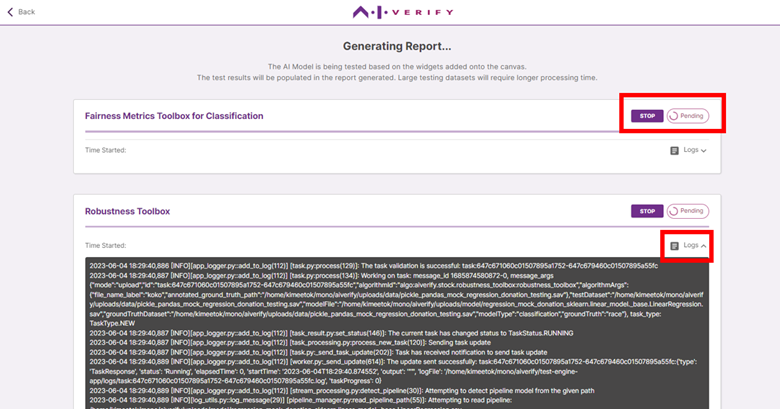 Back
A·I·VERIFY
Generating Report...
The AI Model is being tested based on the widgets added onto the canvas.
The test results will be populated in the report generated. Large testing datasets will require longer processing time.
Fairness Metrics Toolbox for Classification
STOP
Pending
Time Started:
Logs
Robustness Toolbox
STOP
Pending
Time Started:
Logs
2023-06-04 18:29:40,886 [INFO][app_logger.py::add_to_log(112)] [task.py:process(129)]: The task validation is successful: task:647c671060c01507895a1752-647c679460c01507895a55fc
2023-06-04 18:29:40,887 [INFO][app_logger.py::add_to_log(112)] [task.py:process(134)]: Working on task: message_id 1685874580872-0, message_args
{"mode":"upload","id":"task:647c671060c01507895a1752-647c679460c01507895a55fc","algorithmId":"algo:aiverify.stock.robustness_toolbox:robustness_toolbox","algorithmArgs":
{"file_name_label":"koko","annotated_ground_truth_path":"/home/kimeetok/mono/aiverify/uploads/data/pickle_pandas_mock_regression_donation_testing.sav"},"testDataset":"/home/kimeetok/mono/aiverif
y/uploads/data/pickle_pandas_mock_regression_donation_testing.sav","modelFile":"/home/kimeetok/mono/aiverify/uploads/model/regression_mock_donation_sklearn.linear_model._base.LinearRegression.
sav","groundTruthDataset":"/home/kimeetok/mono/aiverify/uploads/data/pickle_pandas_mock_regression_donation_testing.sav","modelType":"classification","groundTruth":"race"}, task_type:
TaskType.NEW
2023-06-04 18:29:40,887 [INFO][app_logger.py::add_to_log(112)] [task_result.py:set_status(146)]: The current task has changed status to TaskStatus.RUNNING
2023-06-04 18:29:40,887 [INFO][app_logger.py::add_to_log(112)] [task_processing.py:process_new_task(120)]: Sending task update
2023-06-04 18:29:40,887 [INFO][app_logger.py::add_to_log(112)] [task.py:_send_task_update(202)]: Task has received notification to send task update
2023-06-04 18:29:40,889 [INFO][app_logger.py::add_to_log(112)] [worker.py:_send_update(614)]: The update sent successfully: task:647c671060c01507895a1752-647c679460c01507895a55fc:{'type':
'TaskResponse', 'status': 'Running', 'elapsedTime': 0, 'startTime': '2023-06-04T18:29:40.874552', 'output': '""', 'logFile': '/home/kimeetok/mono/aiverify/test-engine-
app/logs/task:647c671060c01507895a1752-647c679460c01507895a55fc.log', 'taskProgress': 0}
2023-06-04 18:29:40,889 [INFO][app_logger.py::add_to_log(112)] [stream_processing.py:detect_pipeline(30)]: Attempting to detect pipeline model from the given path
2023-06-04 18:29:40,889 [INFO][log_utils.py::log_message(29)] [pipeline_manager.py:read_pipeline_path(55)]: Attempting to read pipeline: